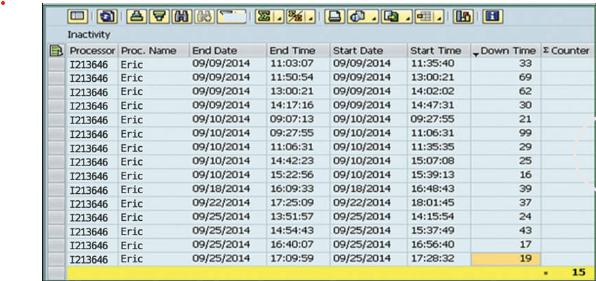 Inactivity
Processor Proc. Name End Date End Time Start Date Start Time Down Time Σ Counter
I213646 Eric 09/09/2014 11:03:07 09/09/2014 11:35:40 33
I213646 Eric 09/09/2014 11:50:54 09/09/2014 13:00:21 69
I213646 Eric 09/09/2014 13:00:21 09/09/2014 14:02:02 62
I213646 Eric 09/09/2014 14:17:16 09/09/2014 14:47:31 30
I213646 Eric 09/10/2014 09:07:13 09/10/2014 09:27:55 21
I213646 Eric 09/10/2014 09:27:55 09/10/2014 11:06:31 99
I213646 Eric 09/10/2014 11:06:31 09/10/2014 11:35:35 29
I213646 Eric 09/10/2014 14:42:23 09/10/2014 15:07:08 25
I213646 Eric 09/10/2014 15:22:56 09/10/2014 15:39:13 16
I213646 Eric 09/18/2014 16:09:33 09/18/2014 16:48:43 39
I213646 Eric 09/22/2014 17:25:09 09/22/2014 18:01:45 37
I213646 Eric 09/25/2014 13:51:57 09/25/2014 14:15:54 24
I213646 Eric 09/25/2014 14:54:43 09/25/2014 15:37:49 43
I213646 Eric 09/25/2014 16:40:07 09/25/2014 16:56:40 17
I213646 Eric 09/25/2014 17:09:59 09/25/2014 17:28:32 19
15